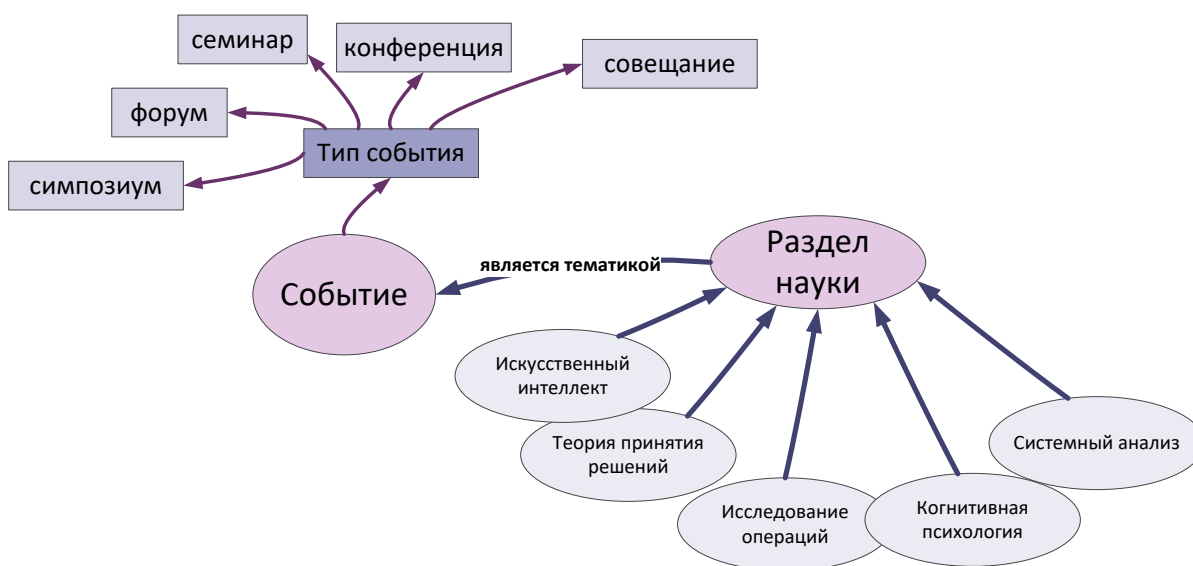 семинар
конференция
совещание
форум
Тип события
симпозиум
Раздел
науки
является тематикой
Событие
Искусственный
интеллект
Теория принятия
решений
Системный анализ
Исследование
операций
Когнитивная
психология